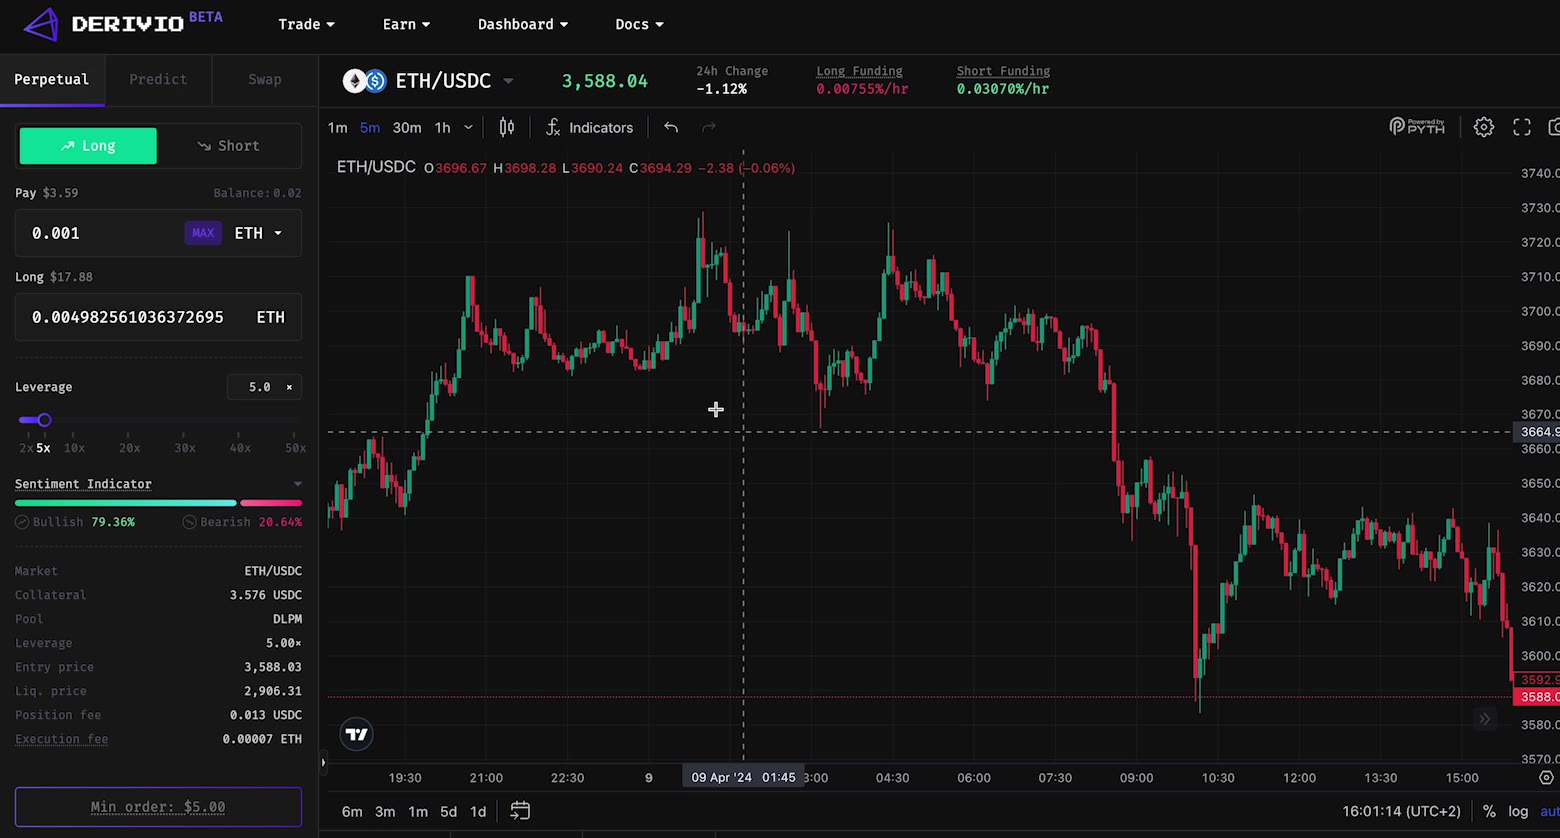 DERIVIO BETA
Trade Earn Dashboard Docs
Perpetual Predict Swap
ETH/USDC 3,588.04
24h Change
-1.12%
Long Funding
0.00755%/hr
Short Funding
0.03070%/hr
Long Short
Pay $3.59 Balance: 0.02
0.001 MAX ETH
Long $17.88
0.004982561036372695 ETH
Leverage 5.0 ×
2x 5x 10x 20x 30x 40x 50x
Sentiment Indicator
Bullish 79.36% Bearish 20.64%
Market ETH/USDC
Collateral 3.576 USDC
Pool DLPM
Leverage 5.00×
Entry price 3,588.03
Liq. price 2,906.31
Position fee 0.013 USDC
Execution fee 0.00007 ETH
Min order: $5.00
1m 5m 30m 1h Indicators
Powered by
PYTH
ETH/USDC O3696.67 H3698.28 L3690.24 C3694.29 −2.38 (−0.06%)
3740.0
3730.0
3720.0
3710.0
3700.0
3690.0
3680.0
3670.0
3664.9
3660.0
3650.0
3640.0
3630.0
3620.0
3610.0
3600.0
3592.9
3588.0
3580.0
3570.0
19:30 21:00 22:30 9 09 Apr '24 01:45 3:00 04:30 06:00 07:30 09:00 10:30 12:00 13:30 15:00
6m 3m 1m 5d 1d 16:01:14 (UTC+2) % log aut